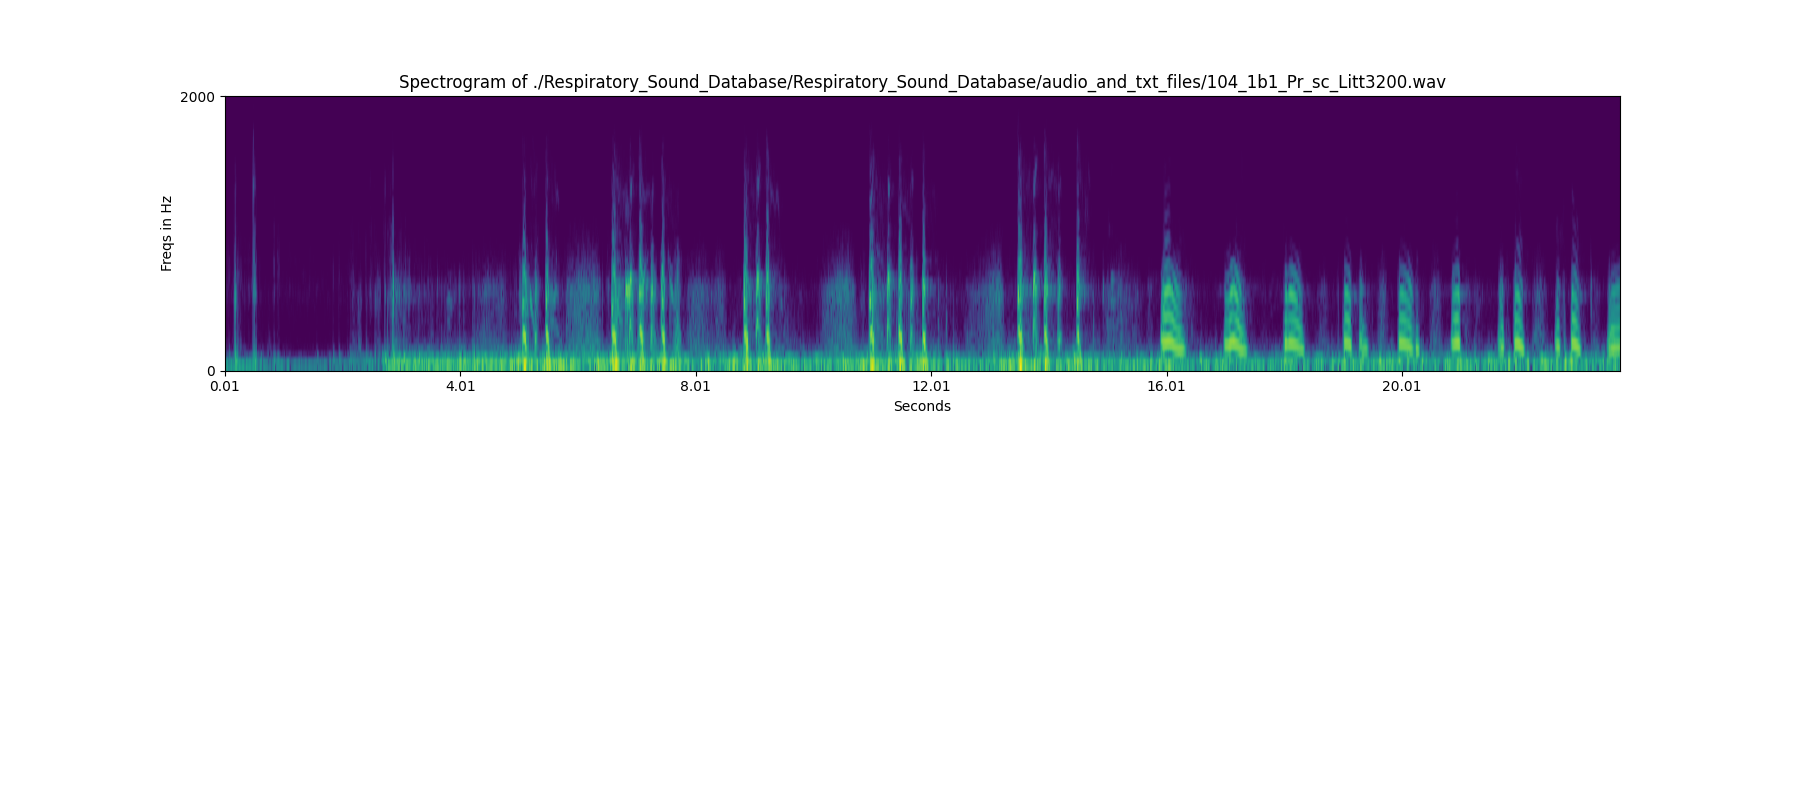 Spectrogram of ./Respiratory_Sound_Database/Respiratory_Sound_Database/audio_and_txt_files/104_1b1_Pr_sc_Litt3200.wav
2000
Freqs in Hz
0
0.01 4.01 8.01 12.01 16.01 20.01
Seconds